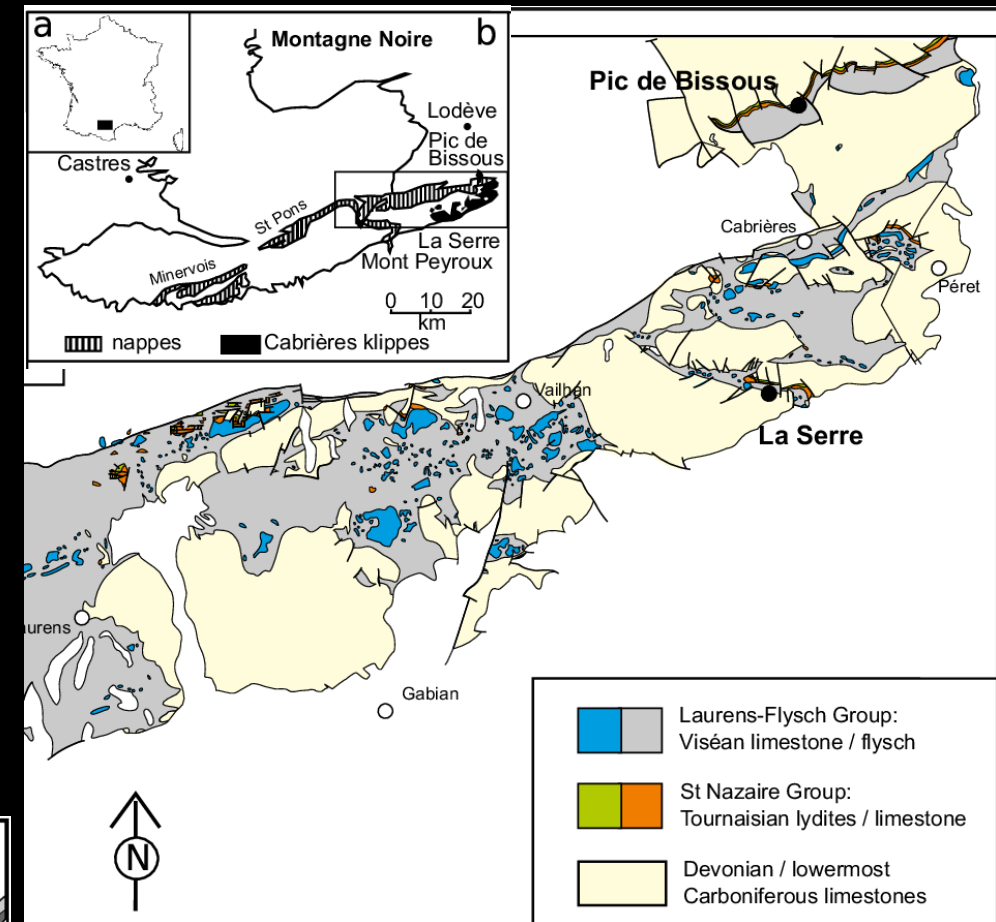 a
b
Montagne Noire
Lodève
Pic de
Bissous
Castres
St Pons
La Serre
Mont Peyroux
Minervois
0 10 20
km
nappes
Cabrières klippes
Pic de Bissous
Cabrières
Péret
Vailhan
La Serre
aurens
Gabian
N
Laurens-Flysch Group:
Viséan limestone / flysch
St Nazaire Group:
Tournaisian lydites / limestone
Devonian / lowermost
Carboniferous limestones